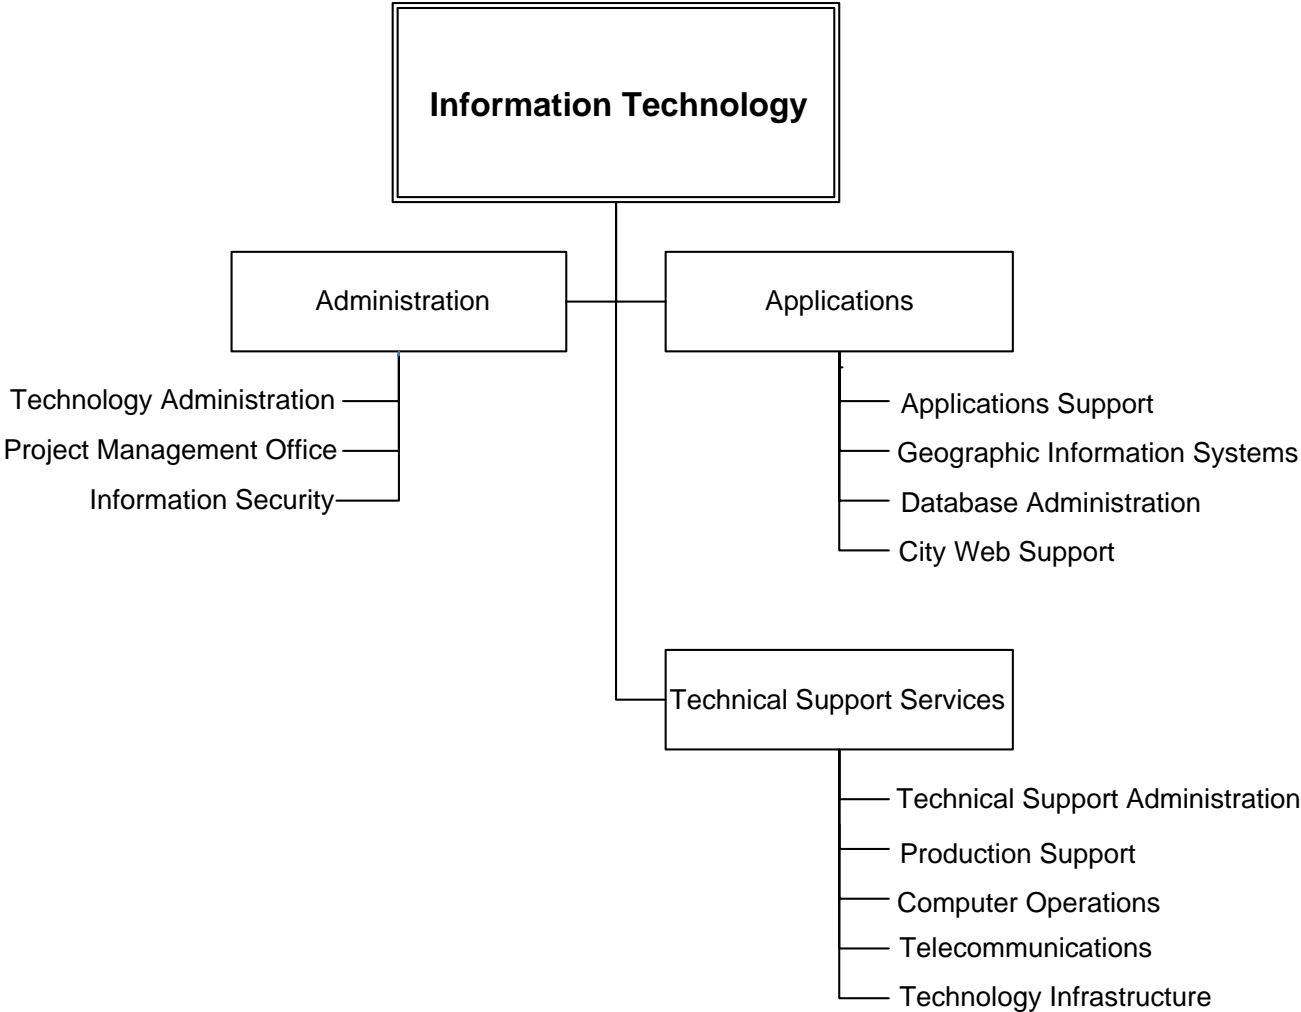 Information Technology
Administration
Technology Administration
Project Management Office
Information Security
Applications
Applications Support
Geographic Information Systems
Database Administration
City Web Support
Technical Support Services
Technical Support Administration
Production Support
Computer Operations
Telecommunications
Technology Infrastructure